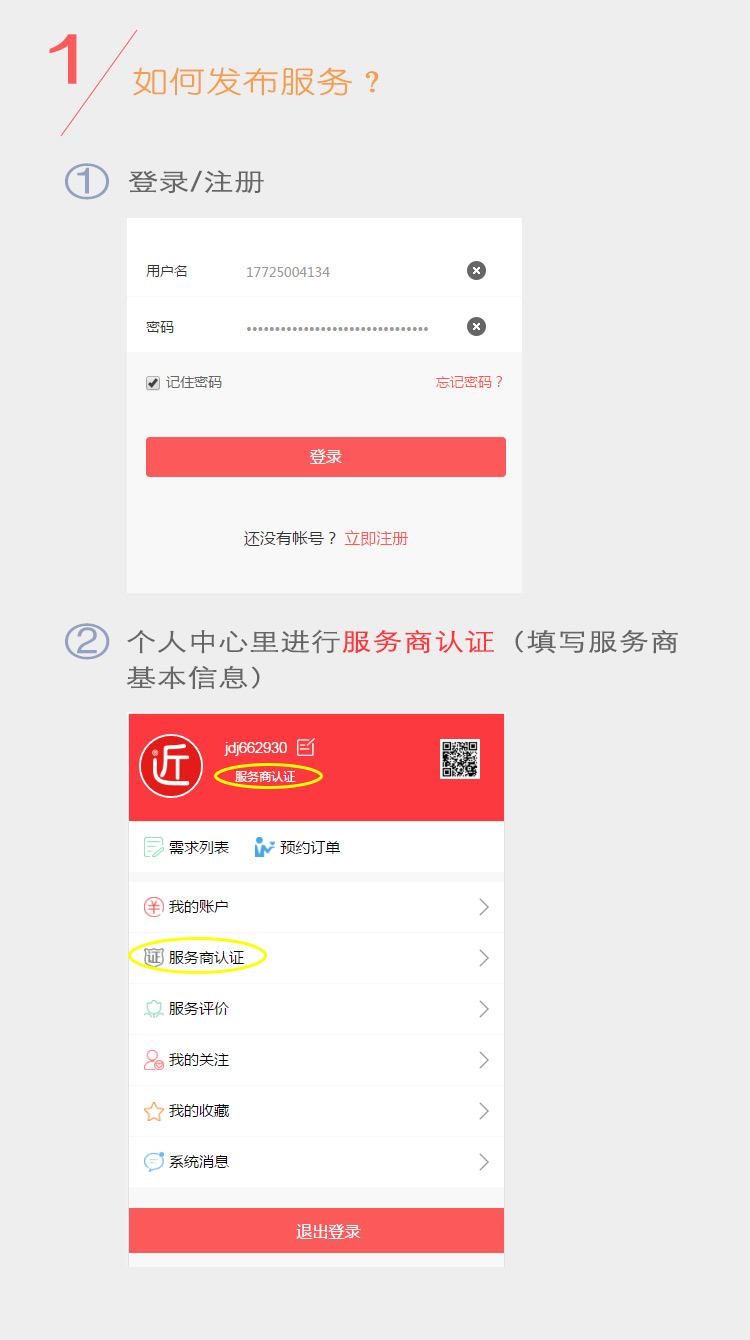 1
如何发布服务？
① 登录/注册
用户名 17725004134
密码 ••••••••••••••••••••••••••••••••
记住密码 忘记密码？
登录
还没有帐号？立即注册
② 个人中心里进行服务商认证（填写服务商
基本信息）
近 jdj662930
服务商认证
需求列表 预约订单
我的账户
证 服务商认证
服务评价
我的关注
我的收藏
系统消息
退出登录